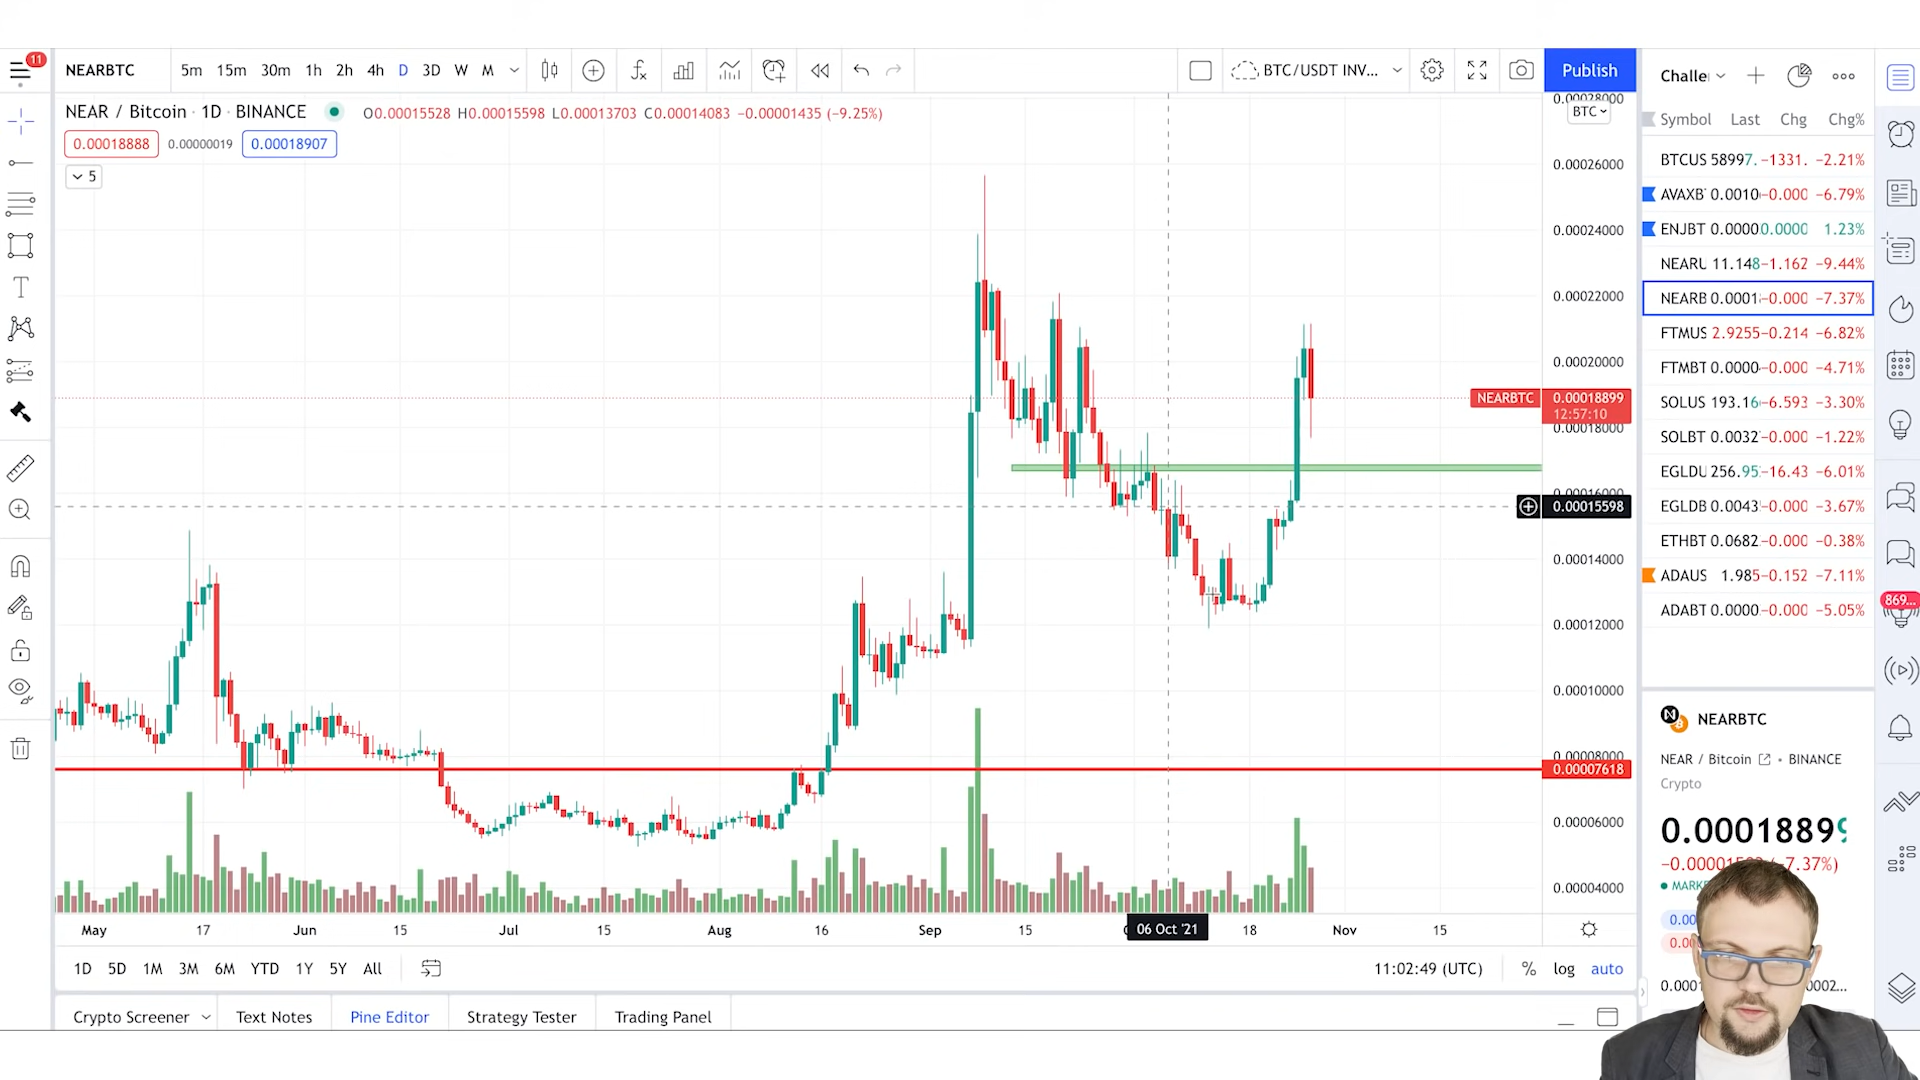 11
NEARBTC
5m 15m 30m 1h 2h 4h D 3D W M
BTC/USDT INV...
Publish
NEAR / Bitcoin · 1D · BINANCE
O0.00015528 H0.00015598 L0.00013703 C0.00014083 −0.00001435 (−9.25%)
0.00018888 0.00000019 0.00018907
5
0.00028000
BTC
0.00026000
0.00024000
0.00022000
0.00020000
NEARBTC 0.00018899
12:57:10
0.00018000
0.00016000
0.00015598
0.00014000
0.00012000
0.00010000
0.00008000
0.00007618
0.00006000
0.00004000
May 17 Jun 15 Jul 15 Aug 16 Sep 15 06 Oct '21 18 Nov 15
1D 5D 1M 3M 6M YTD 1Y 5Y All
11:02:49 (UTC) % log auto
Crypto Screener Text Notes Pine Editor Strategy Tester Trading Panel
Challe
Symbol Last Chg Chg%
BTCUS 58997. −1331. −2.21%
AVAXB 0.0010 −0.000 −6.79%
ENJBT 0.0000 0.0000 1.23%
NEARU 11.148 −1.162 −9.44%
NEARB 0.0001 −0.000 −7.37%
FTMUS 2.9255 −0.214 −6.82%
FTMBT 0.0000 −0.000 −4.71%
SOLUS 193.16 −6.593 −3.30%
SOLBT 0.0032 −0.000 −1.22%
EGLDU 256.95 −16.43 −6.01%
EGLDB 0.0043 −0.000 −3.67%
ETHBT 0.0682 −0.000 −0.38%
ADAUS 1.985 −0.152 −7.11%
ADABT 0.0000 −0.000 −5.05%
869...
NEARBTC
NEAR / Bitcoin • BINANCE
Crypto
0.00018899
−7.37%)
MARK
0.00
0.00